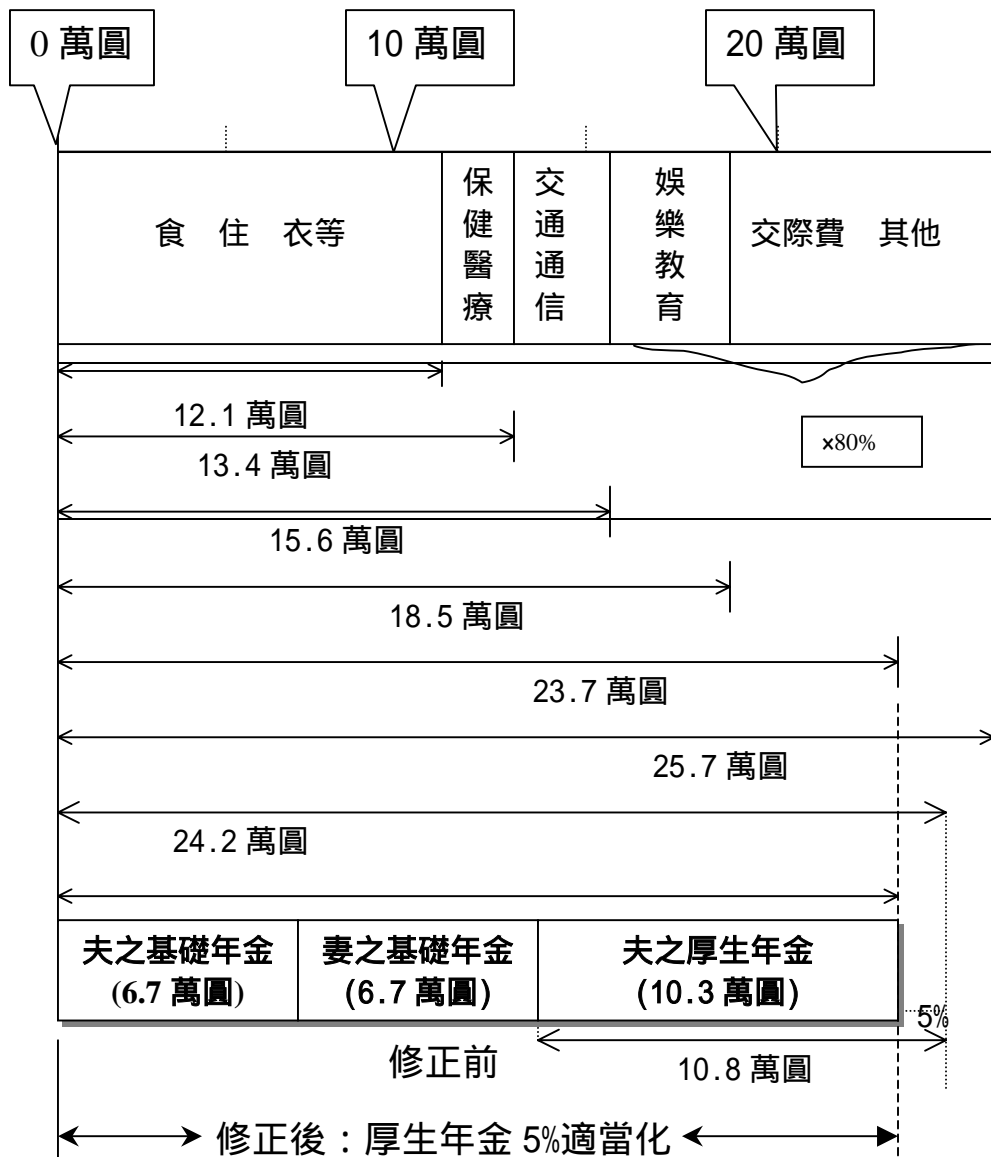 0 萬圓
10 萬圓
20 萬圓
食 住 衣等
保健醫療
交通通信
娛樂教育
交際費 其他
12.1 萬圓
×80%
13.4 萬圓
15.6 萬圓
18.5 萬圓
23.7 萬圓
25.7 萬圓
24.2 萬圓
夫之基礎年金
(6.7 萬圓)
妻之基礎年金
(6.7 萬圓)
夫之厚生年金
(10.3 萬圓)
5%
修正前
10.8 萬圓
修正後：厚生年金 5%適當化